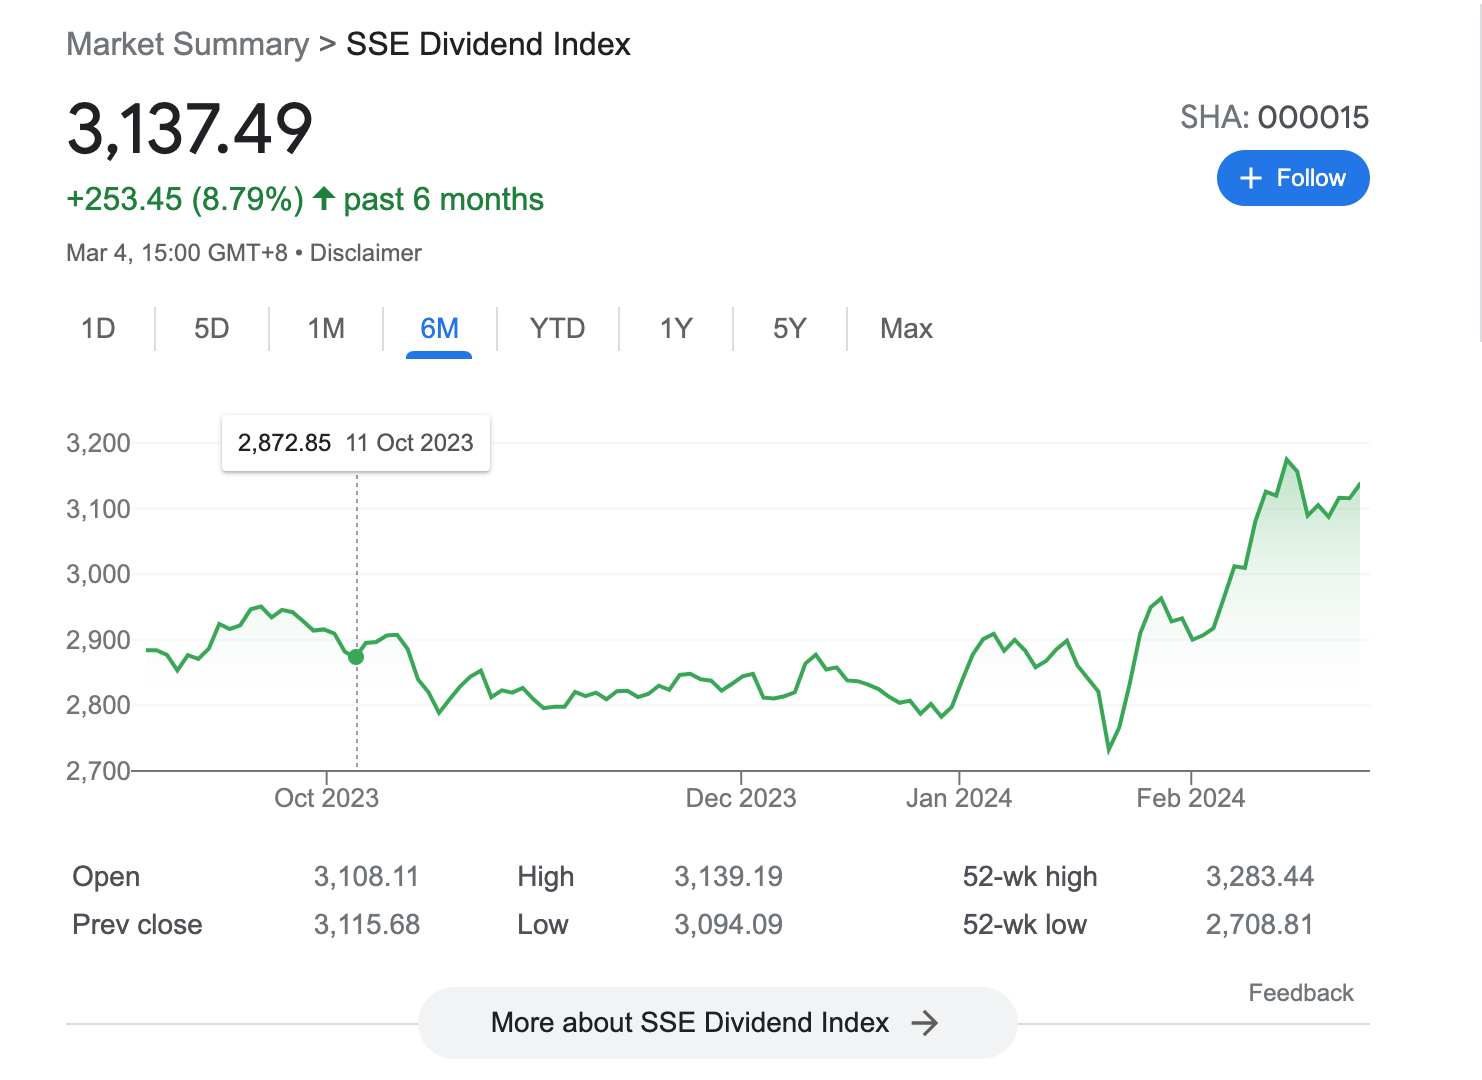 Market Summary > SSE Dividend Index
3,137.49
SHA: 000015
+ Follow
+253.45 (8.79%) ↑ past 6 months
Mar 4, 15:00 GMT+8 • Disclaimer
1D 5D 1M 6M YTD 1Y 5Y Max
2,872.85 11 Oct 2023
3,200
3,100
3,000
2,900
2,800
2,700
Oct 2023 Dec 2023 Jan 2024 Feb 2024
Open 3,108.11 High 3,139.19 52-wk high 3,283.44
Prev close 3,115.68 Low 3,094.09 52-wk low 2,708.81
Feedback
More about SSE Dividend Index →